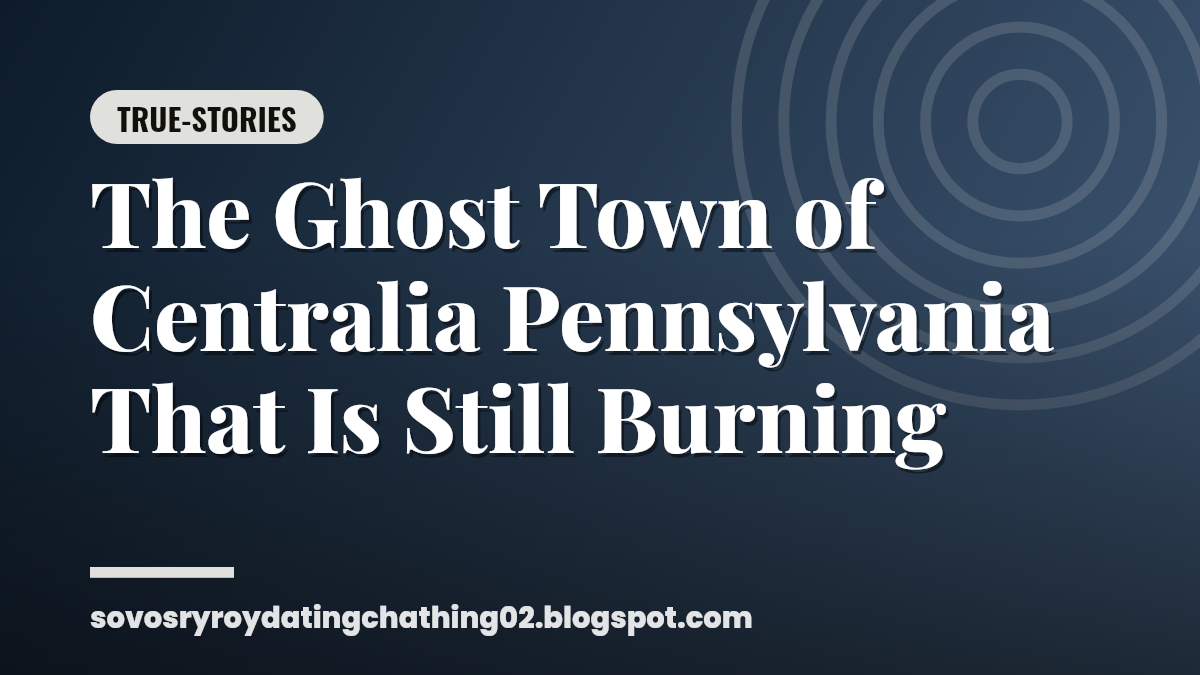 TRUE-STORIES
The Ghost Town of
Centralia Pennsylvania
That Is Still Burning
sovosryroydatingchathing02.blogspot.com